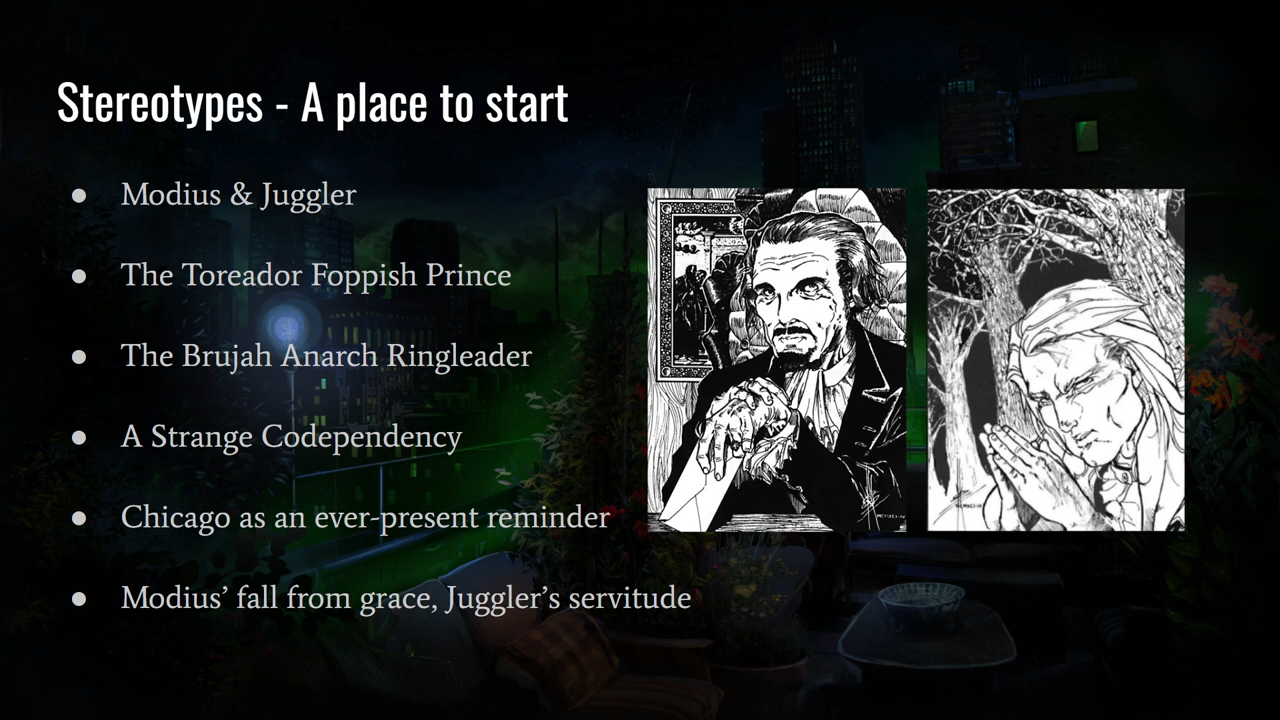 Stereotypes - A place to start
● Modius & Juggler
● The Toreador Foppish Prince
● The Brujah Anarch Ringleader
● A Strange Codependency
● Chicago as an ever-present reminder
● Modius’ fall from grace, Juggler’s servitude